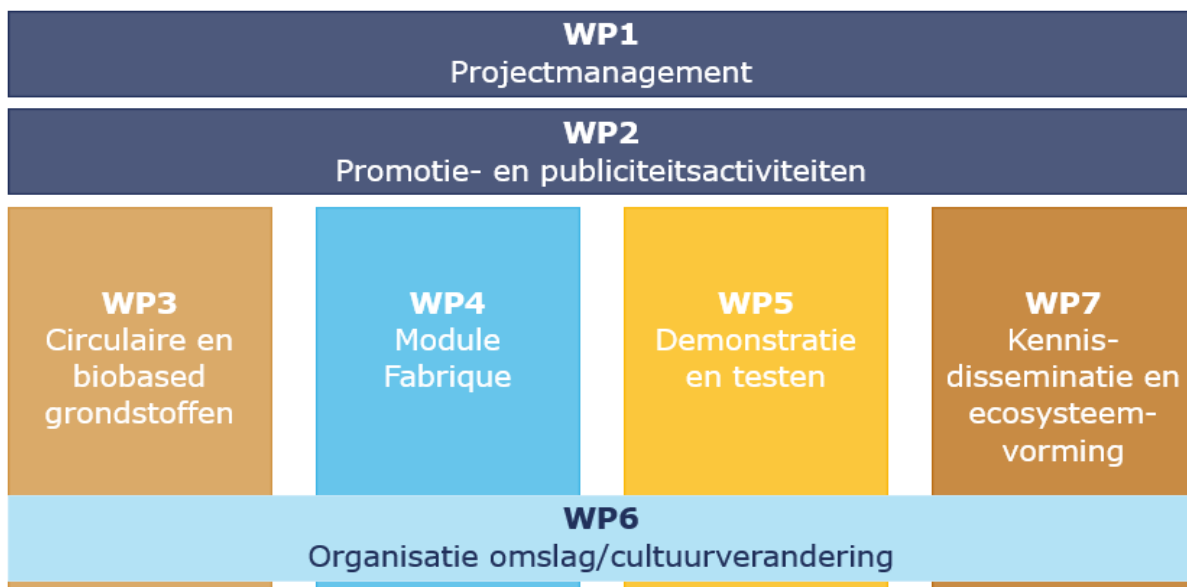 WP1
Projectmanagement
WP2
Promotie- en publiciteitsactiviteiten
WP3
Circulaire en
biobased
grondstoffen
WP4
Module
Fabrique
WP5
Demonstratie
en testen
WP7
Kennis-
disseminatie en
ecosysteem-
vorming
WP6
Organisatie omslag/cultuurverandering